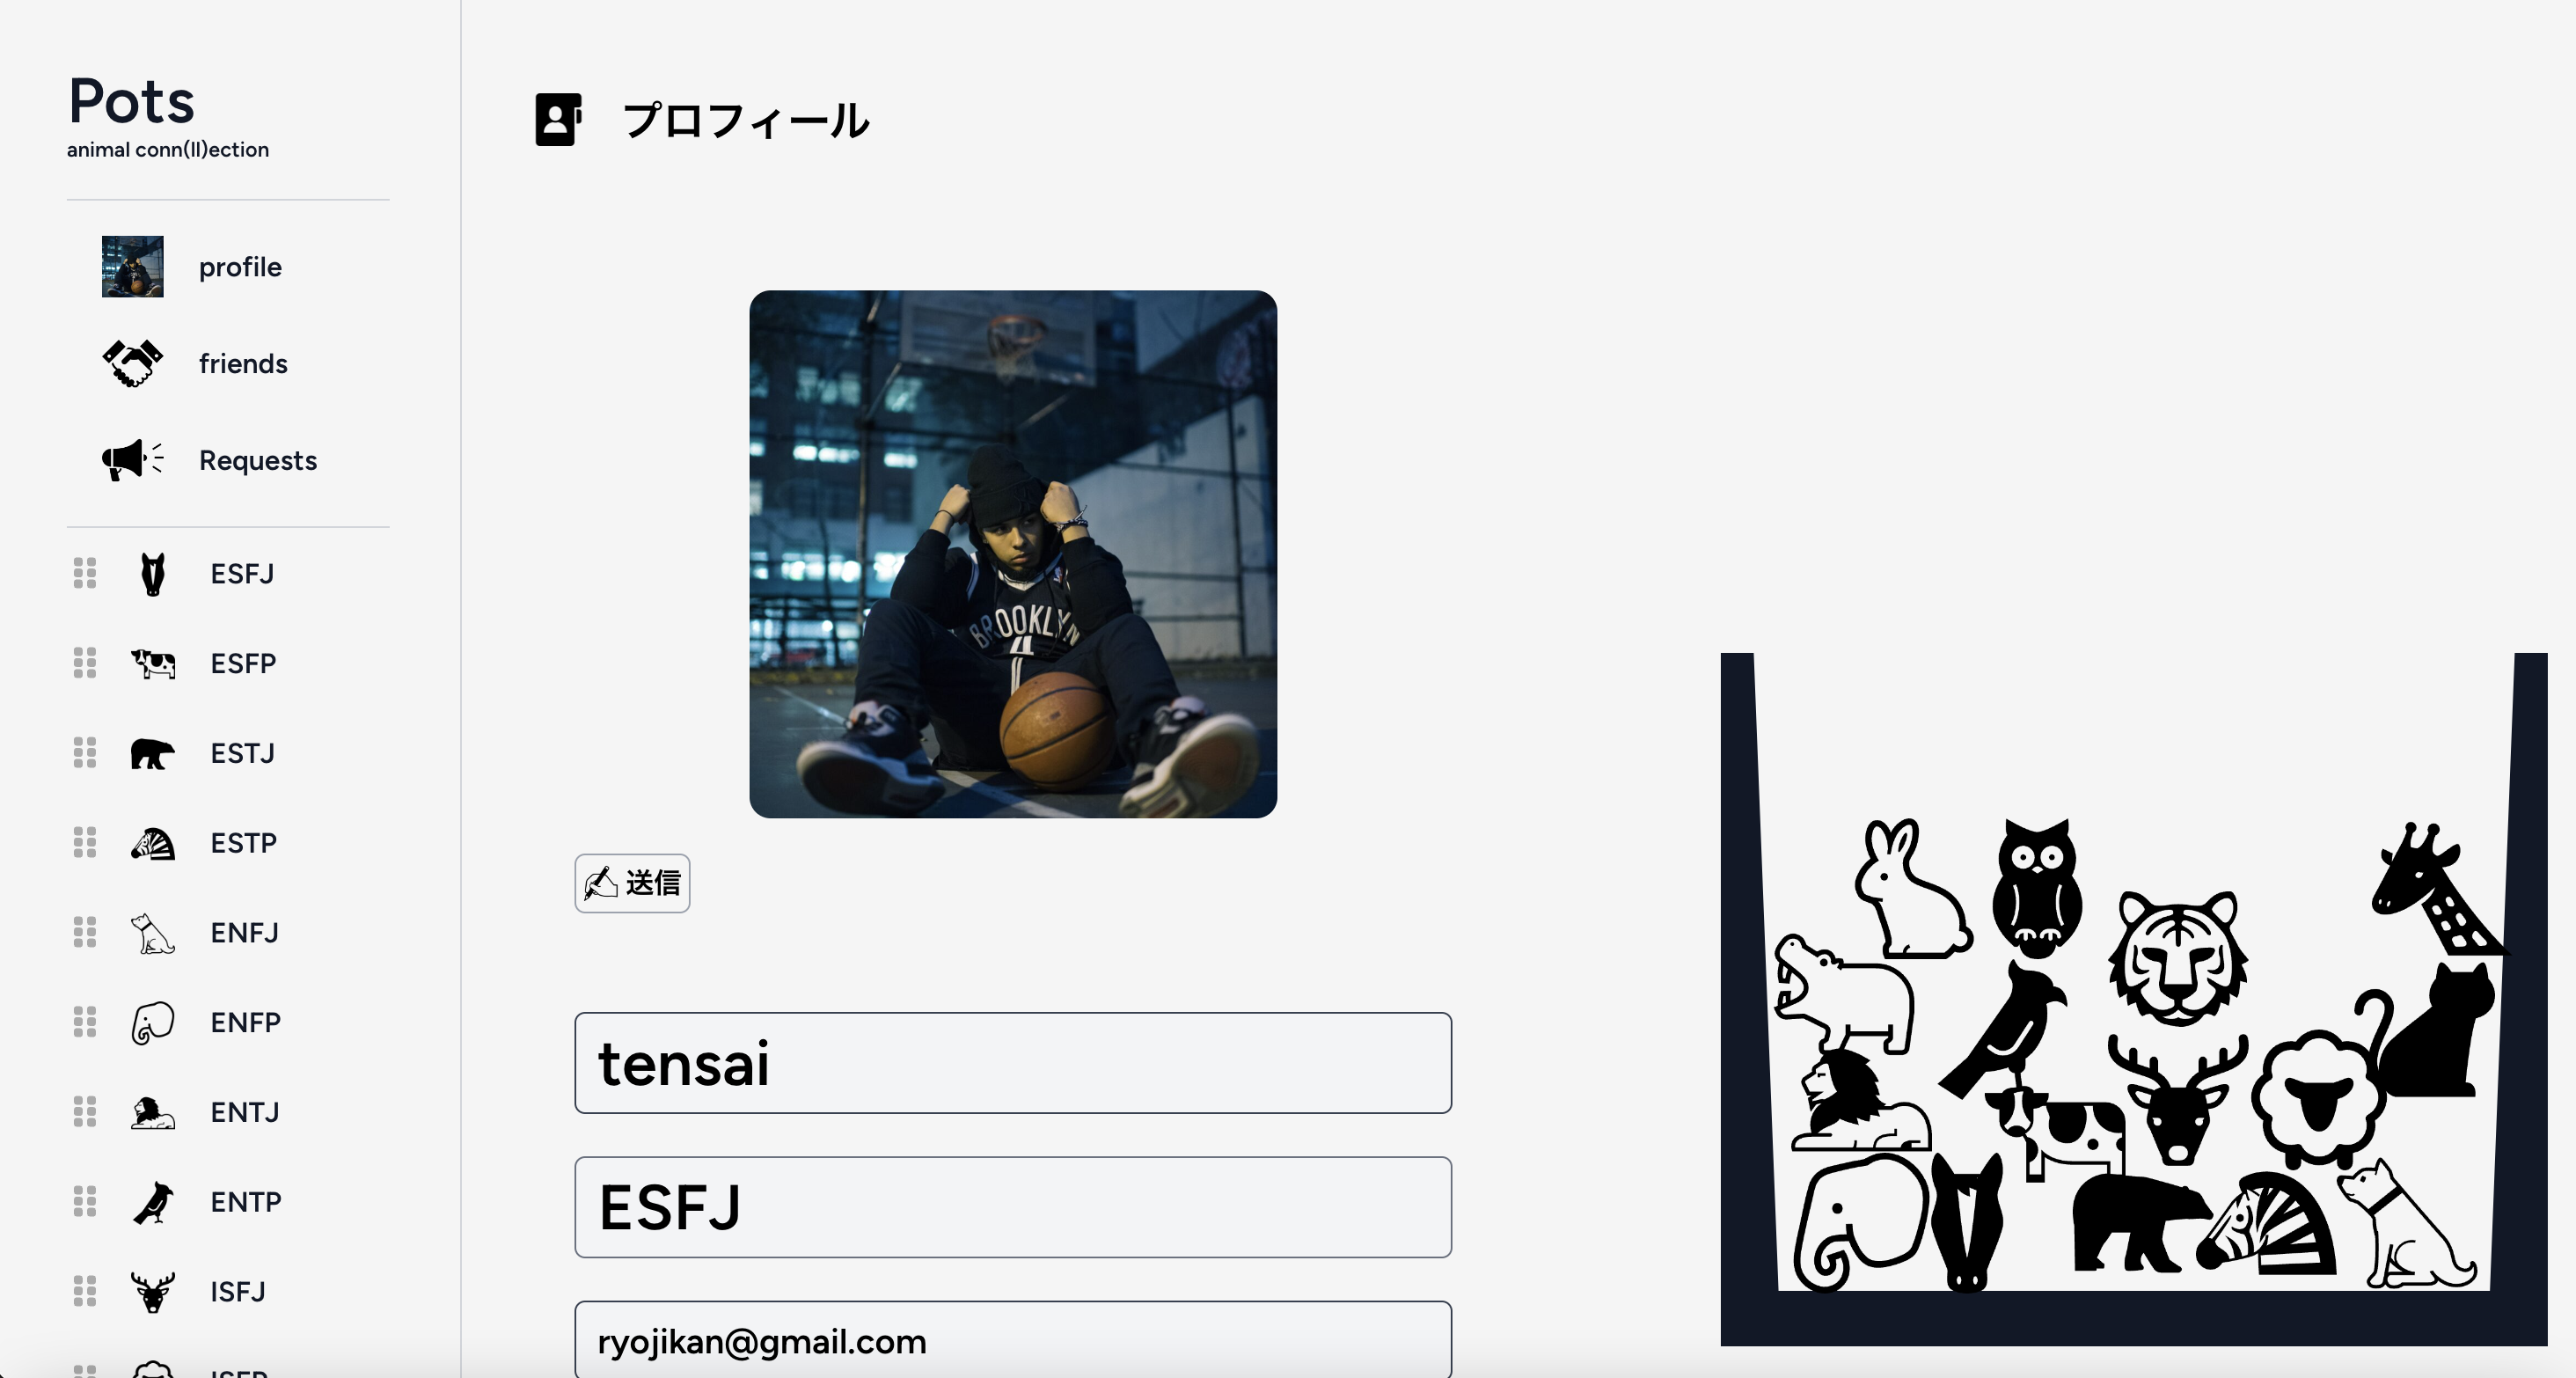 Pots
animal conn(ll)ection
profile
friends
Requests
ESFJ
ESFP
ESTJ
ESTP
ENFJ
ENFP
ENTJ
ENTP
ISFJ
プロフィール
BROOKLYN
送信
tensai
ESFJ
ryojikan@gmail.com